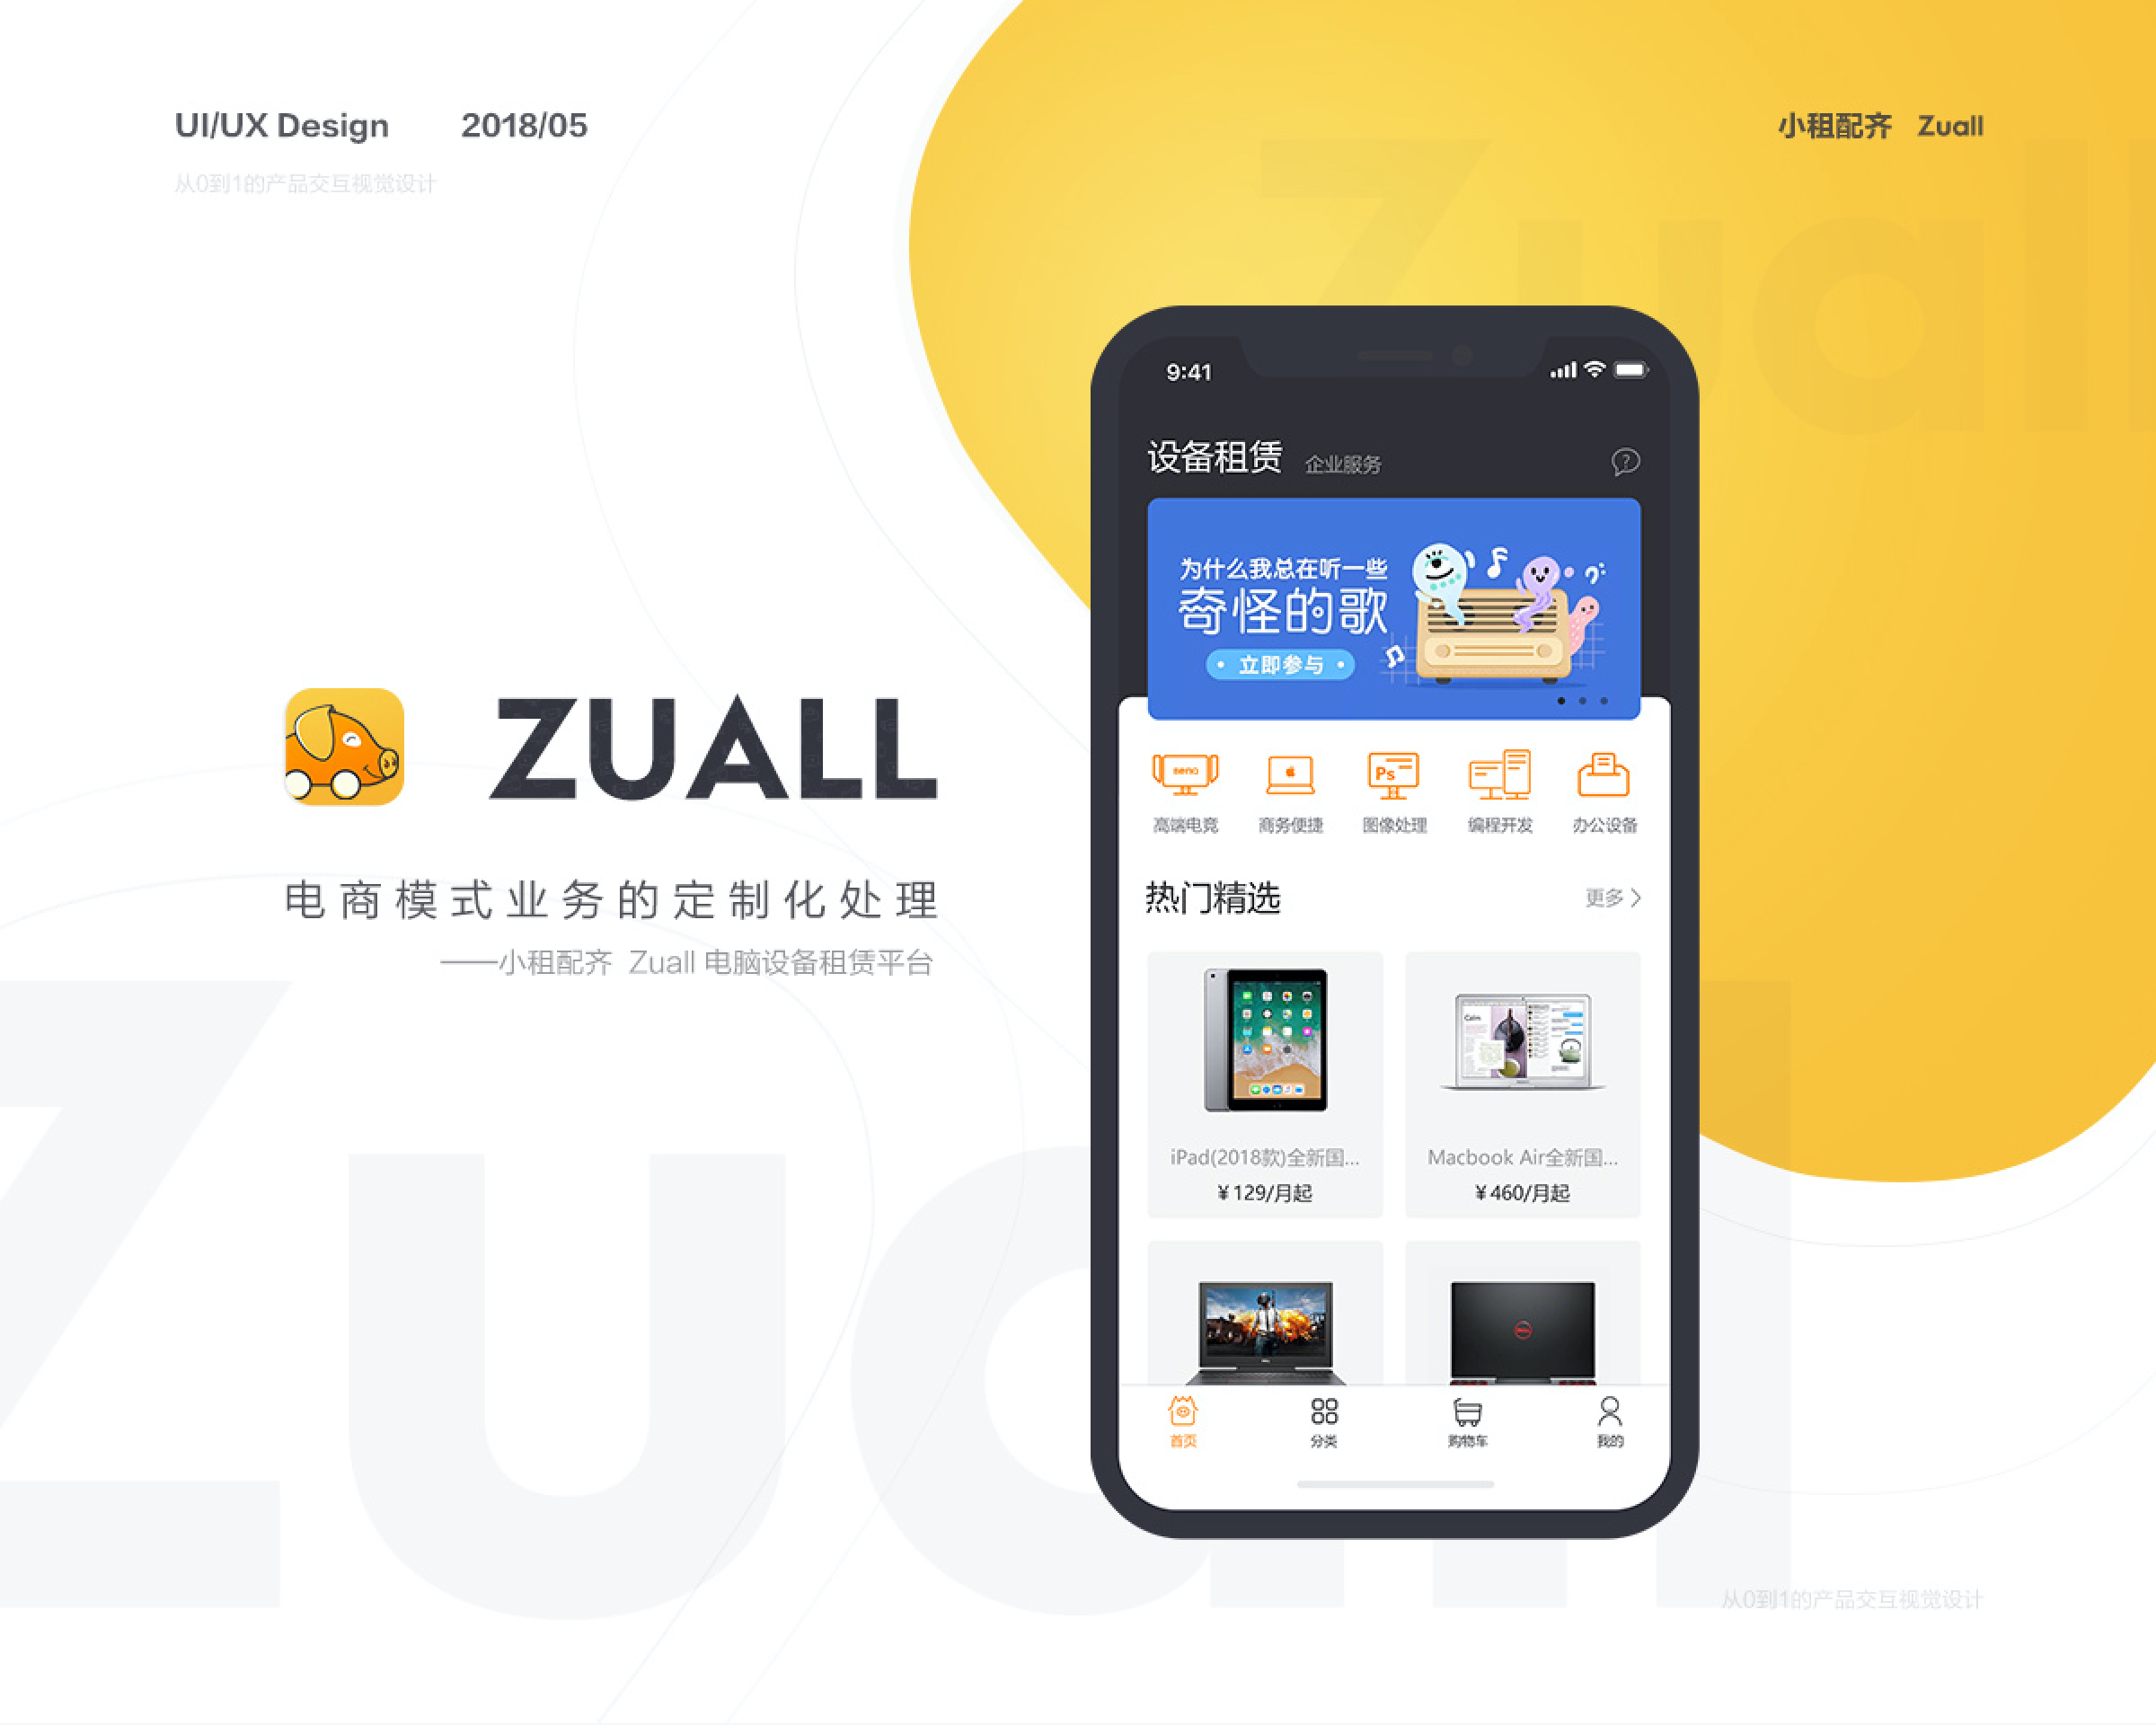 UI/UX Design 2018/05
小租配齐 Zuall
从0到1的产品交互视觉设计
Zuall
ZUALL
电商模式业务的定制化处理
——小租配齐 Zuall 电脑设备租赁平台
9:41
设备租赁 企业服务
?
为什么我总在听一些
奇怪的歌
立即参与
Ps
高端电竞 商务便捷 图像处理 编程开发 办公设备
热门精选 更多
iPad(2018款)全新国... Macbook Air全新国...
¥129/月起 ¥460/月起
首页 分类 购物车 我的
Zuall
从0到1的产品交互视觉设计